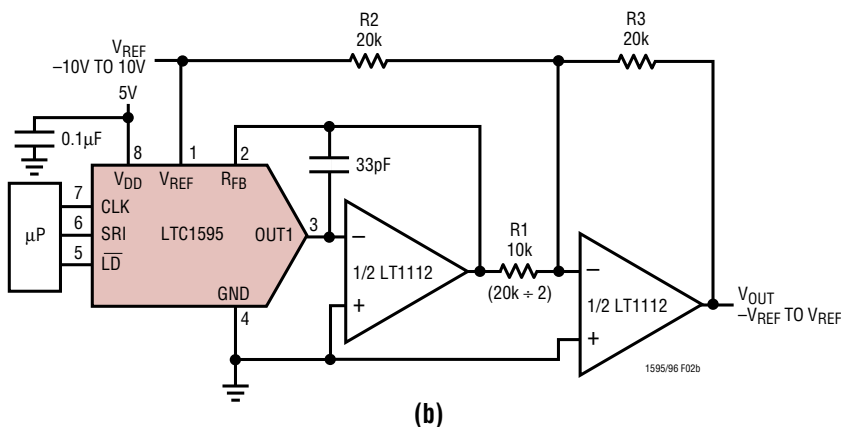 R2
20k
R3
20k
VREF
–10V TO 10V
5V
0.1µF
8
1
2
33pF
VDD
VREF
RFB
µP
7
CLK
6
SRI
5
LD
LTC1595
OUT1
3
GND
4
–
+
1/2 LT1112
R1
10k
(20k ÷ 2)
–
+
1/2 LT1112
VOUT
–VREF TO VREF
1595/96 F02b
(b)